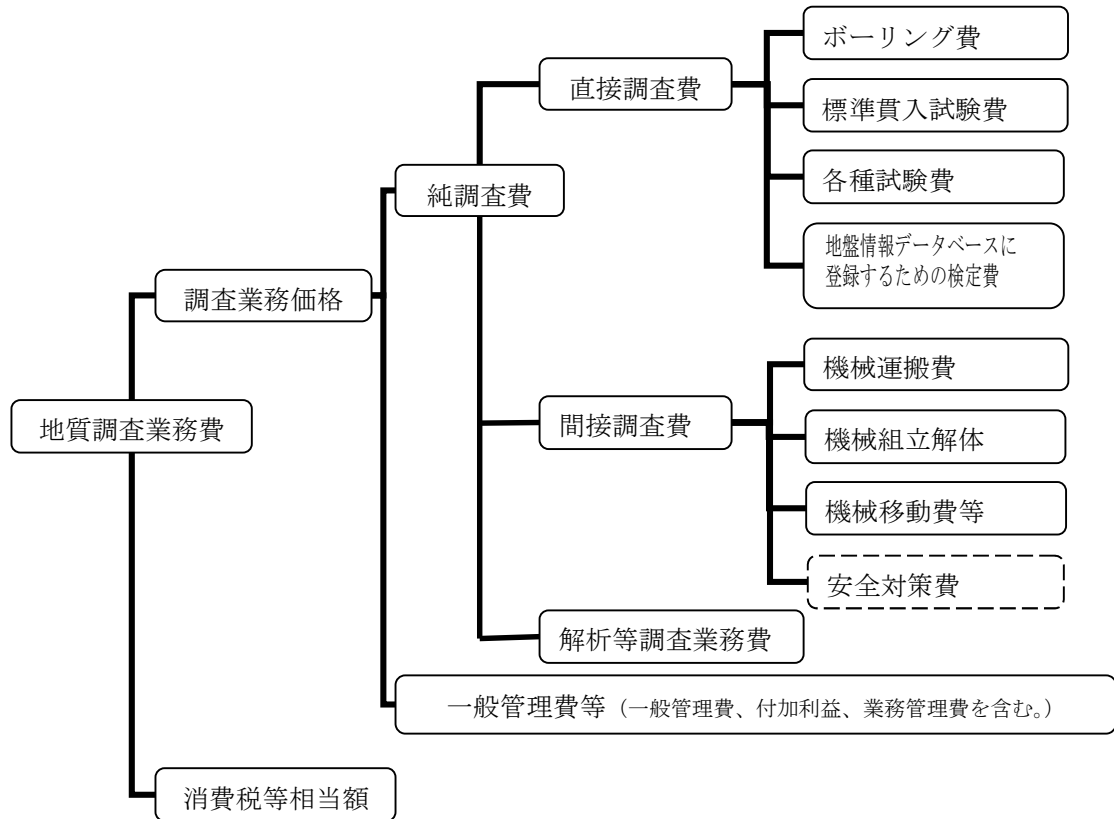 ボーリング費
直接調査費
標準貫入試験費
各種試験費
純調査費
地盤情報データベースに
登録するための検定費
調査業務価格
機械運搬費
地質調査業務費
間接調査費
機械組立解体
機械移動費等
安全対策費
解析等調査業務費
一般管理費等（一般管理費、付加利益、業務管理費を含む。）
消費税等相当額